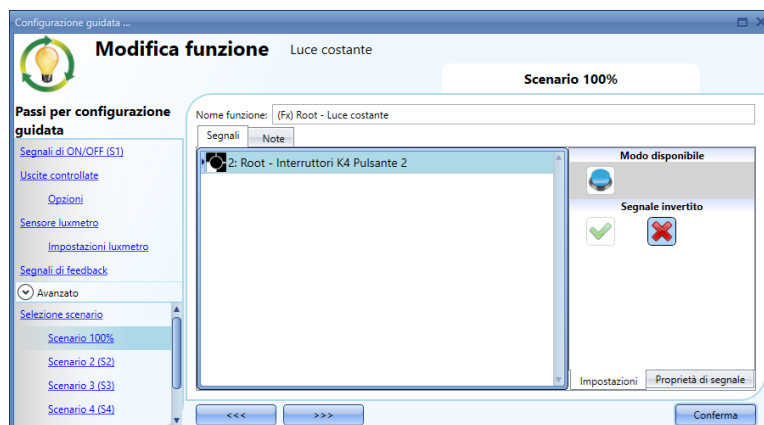 Configurazione guidata ...
Modifica funzione Luce costante
Scenario 100%
Passi per configurazione guidata
Segnali di ON/OFF (S1)
Uscite controllate
Opzioni
Sensore luxmetro
Impostazioni luxmetro
Segnali di feedback
Avanzato
Selezione scenario
Scenario 100%
Scenario 2 (S2)
Scenario 3 (S3)
Scenario 4 (S4)
Nome funzione: (Fx) Root - Luce costante
Segnali Note
2: Root - Interruttori K4 Pulsante 2
Modo disponibile
Segnale invertito
Impostazioni Proprietà di segnale
<<< >>> Conferma